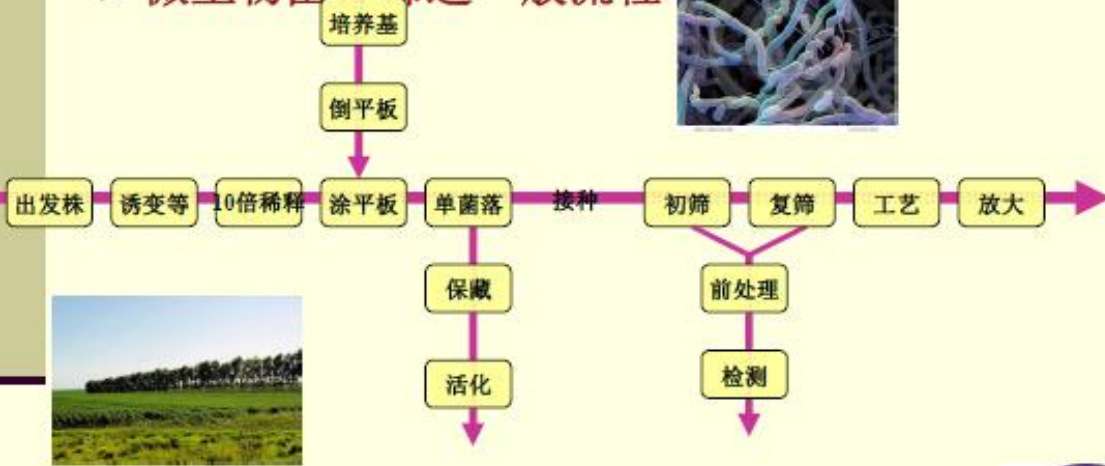 培养基
倒平板
出发株 诱变等 10倍稀释 涂平板 单菌落 接种 初筛 复筛 工艺 放大
保藏 前处理
活化 检测